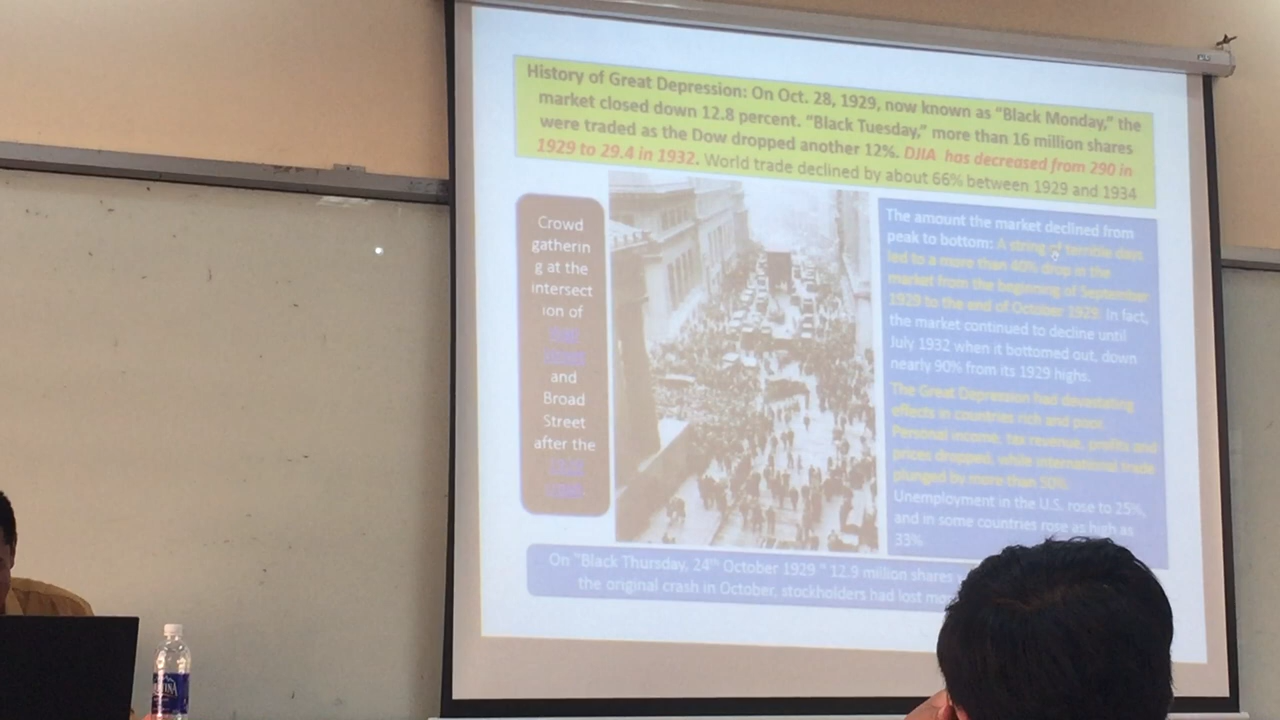 History of Great Depression: On Oct. 28, 1929, now known as “Black Monday,” the
market closed down 12.8 percent. “Black Tuesday,” more than 16 million shares
were traded as the Dow dropped another 12%. DJIA has decreased from 290 in
1929 to 29.4 in 1932. World trade declined by about 66% between 1929 and 1934
Crowd
gatherin
g at the
intersect
ion of
and
Broad
Street
after the
The amount the market declined from
peak to bottom: A string of terrible days
led to a more than 40% drop in the
market from the beginning of September
1929 to the end of October 1929. In fact,
the market continued to decline until
July 1932 when it bottomed out, down
nearly 90% from its 1929 highs.
The Great Depression had devastating
effects in countries rich and poor.
Personal income, tax revenue, profits and
prices dropped, while international trade
plunged by more than 50%.
Unemployment in the U.S. rose to 25%,
and in some countries rose as high as
33%
On "Black Thursday, 24th October 1929 " 12.9 million shares
the original crash in October, stockholders had lost